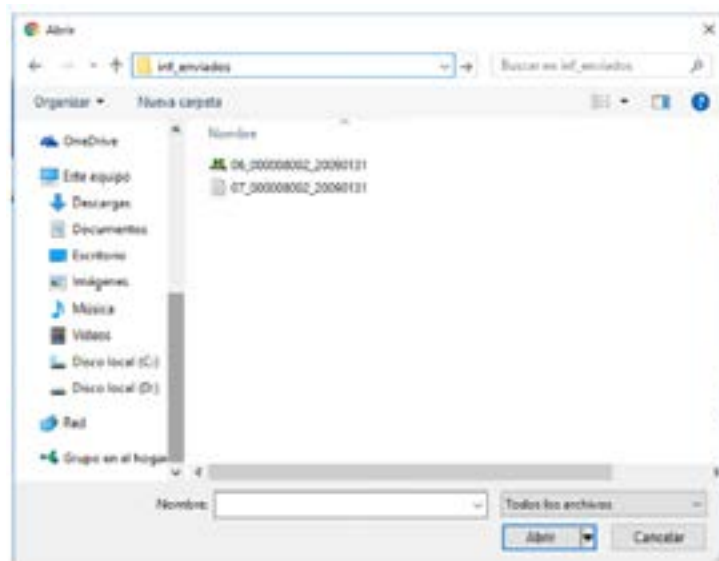 Abrir
inf_enviados
Buscar en inf_enviados
Organizar
Nueva carpeta
OneDrive
Este equipo
Descargas
Documentos
Escritorio
Imágenes
Música
Vídeos
Disco local (C:)
Disco local (D:)
Red
Grupo en el hogar
Nombre
06_000008002_20090131
07_000008002_20090131
Nombre:
Todos los archivos
Abrir
Cancelar